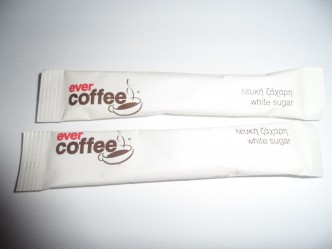 ever
coffee
λευκή ζάχαρη
white sugar
ever
coffee
λευκή ζάχαρη
white sugar